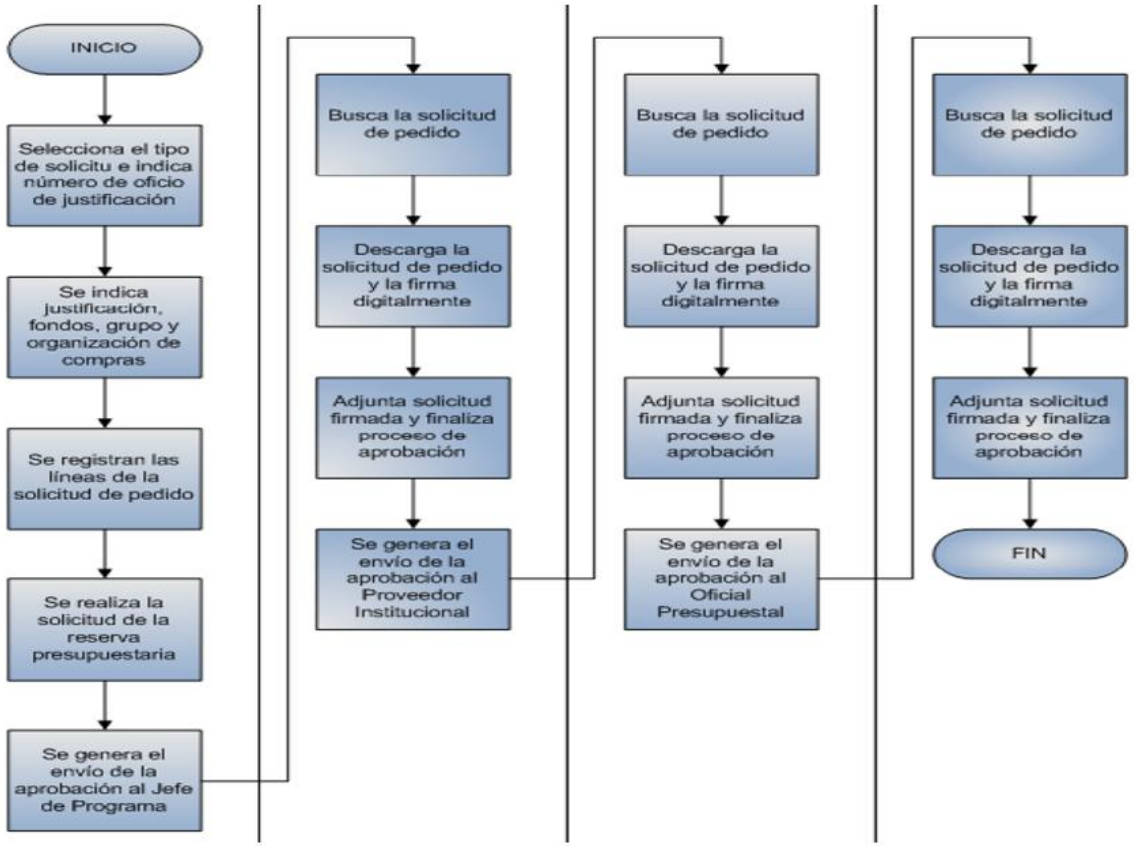 INICIO
Selecciona el tipo
de solicitu e indica
número de oficio
de justificación
Se indica
justificación,
fondos, grupo y
organización de
compras
Se registran las
líneas de la
solicitud de pedido
Se realiza la
solicitud de la
reserva
presupuestaria
Se genera el
envío de la
aprobación al Jefe
de Programa
Busca la solicitud
de pedido
Descarga la
solicitud de pedido
y la firma
digitalmente
Adjunta solicitud
firmada y finaliza
proceso de
aprobación
Se genera el
envío de la
aprobación al
Proveedor
Institucional
Busca la solicitud
de pedido
Descarga la
solicitud de pedido
y la firma
digitalmente
Adjunta solicitud
firmada y finaliza
proceso de
aprobación
Se genera el
envío de la
aprobación al
Oficial
Presupuestal
Busca la solicitud
de pedido
Descarga la
solicitud de pedido
y la firma
digitalmente
Adjunta solicitud
firmada y finaliza
proceso de
aprobación
FIN